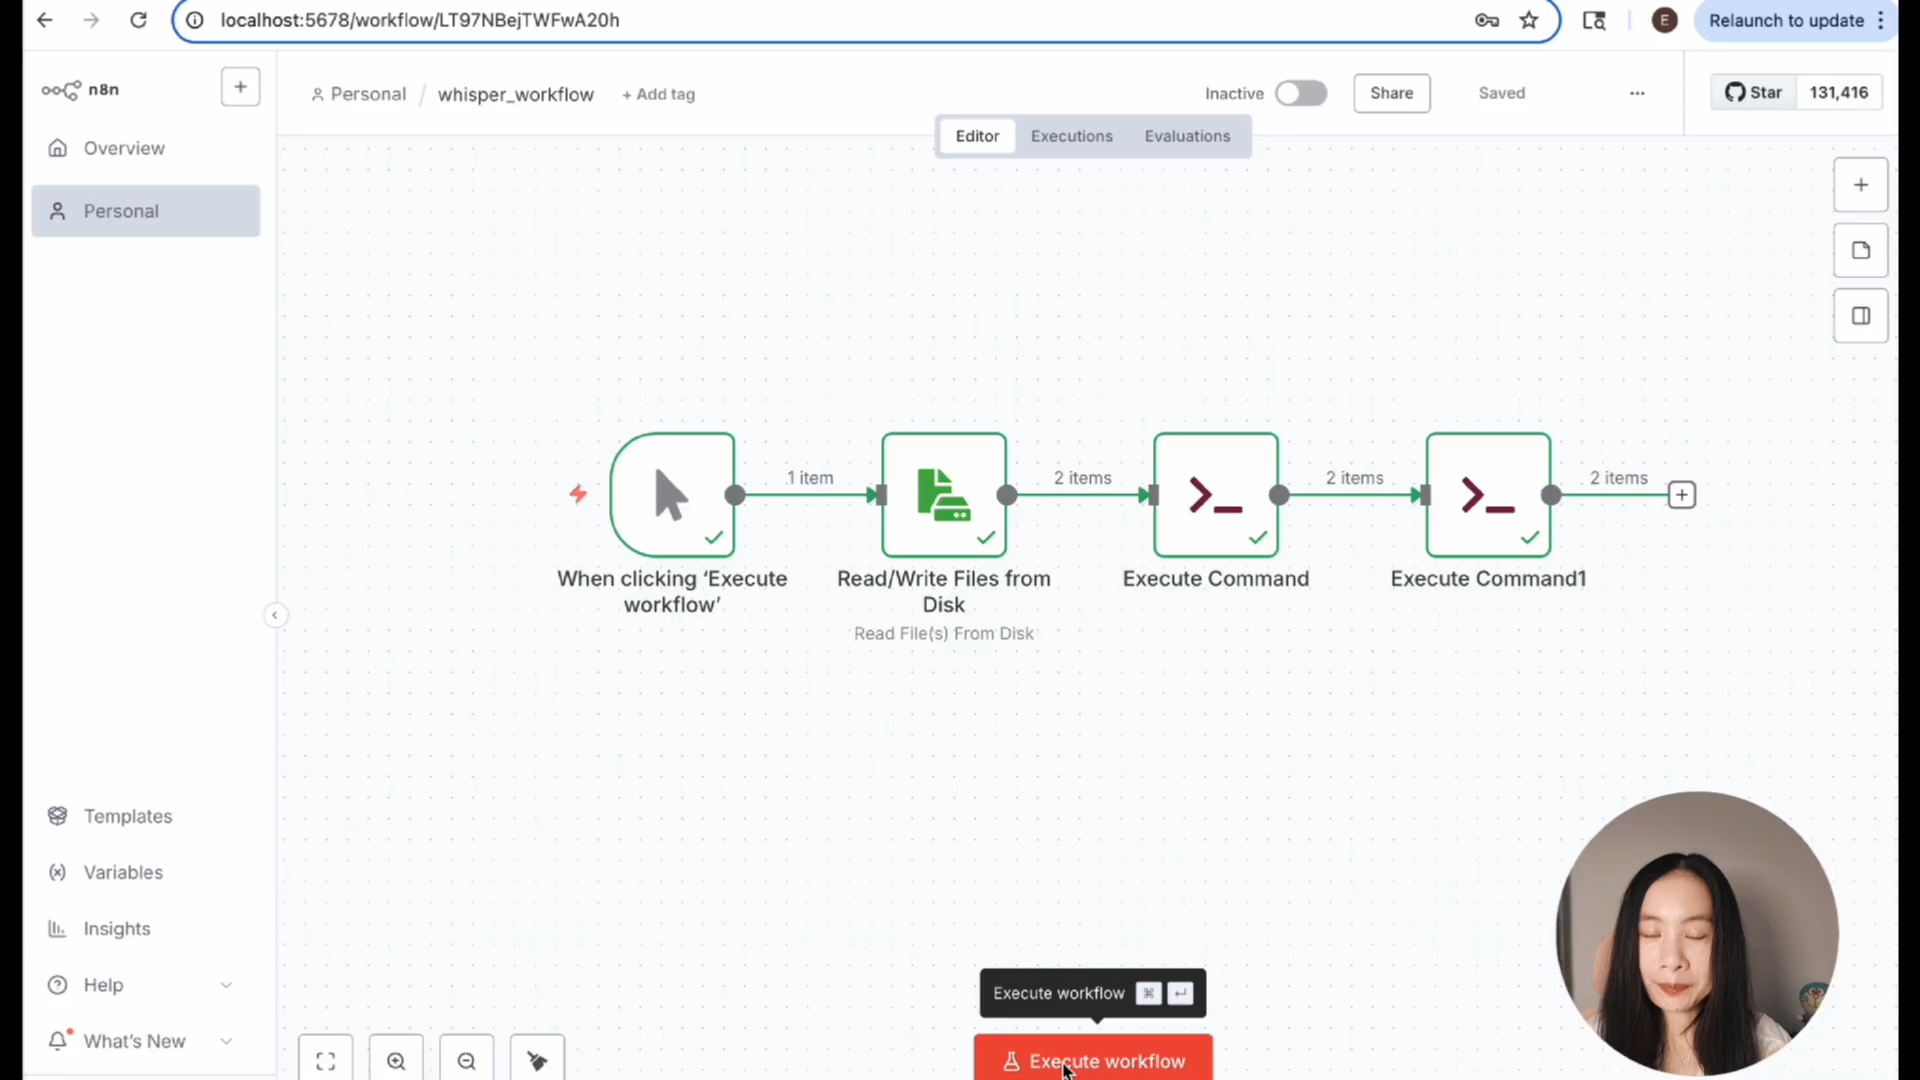 localhost:5678/workflow/LT97NBejTWFwA20h
E
Relaunch to update
n8n
Personal / whisper_workflow + Add tag
Inactive
Share
Saved
Star 131,416
Editor Executions Evaluations
Overview
Personal
1 item
2 items
2 items
2 items
When clicking ‘Execute
workflow’
Read/Write Files from
Disk
Read File(s) From Disk
Execute Command
Execute Command1
Templates
Variables
Insights
Help
What's New
Execute workflow ⌘ ↵
Execute workflow